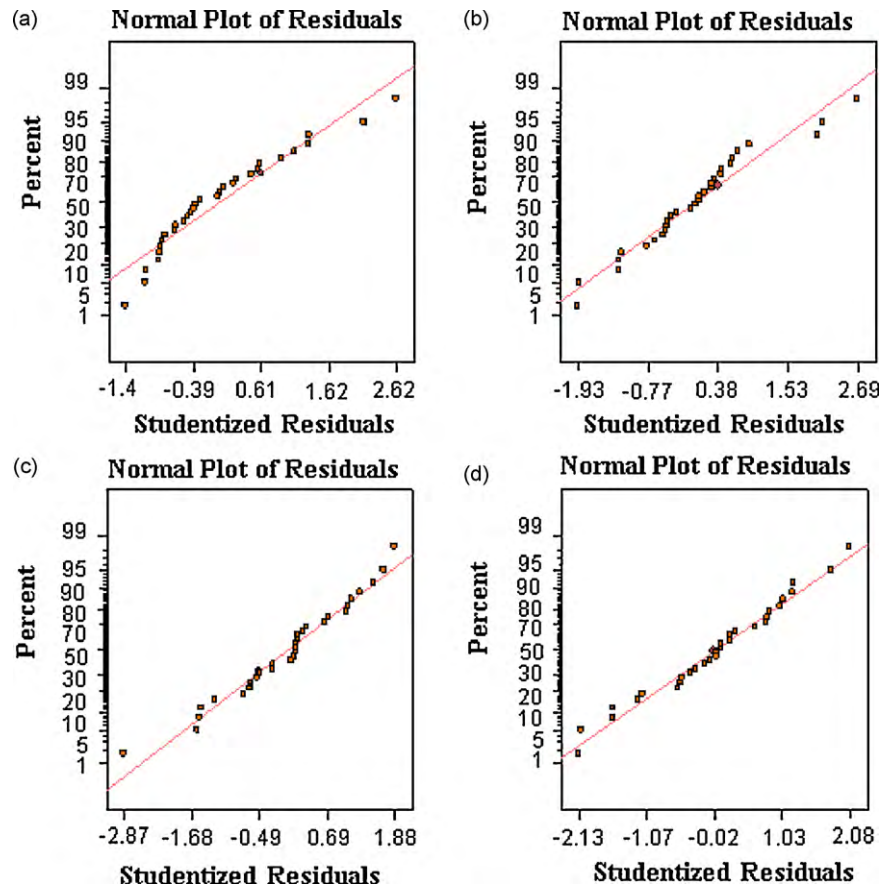 (a)
Normal Plot of Residuals
Percent
99
95
90
80
70
50
30
20
10
5
1
-1.4 -0.39 0.61 1.62 2.62
Studentized Residuals
(b)
Normal Plot of Residuals
Percent
99
95
90
80
70
50
30
20
10
5
1
-1.93 -0.77 0.38 1.53 2.69
Studentized Residuals
(c)
Normal Plot of Residuals
Percent
99
95
90
80
70
50
30
20
10
5
1
-2.87 -1.68 -0.49 0.69 1.88
Studentized Residuals
(d)
Normal Plot of Residuals
Percent
99
95
90
80
70
50
30
20
10
5
1
-2.13 -1.07 -0.02 1.03 2.08
Studentized Residuals